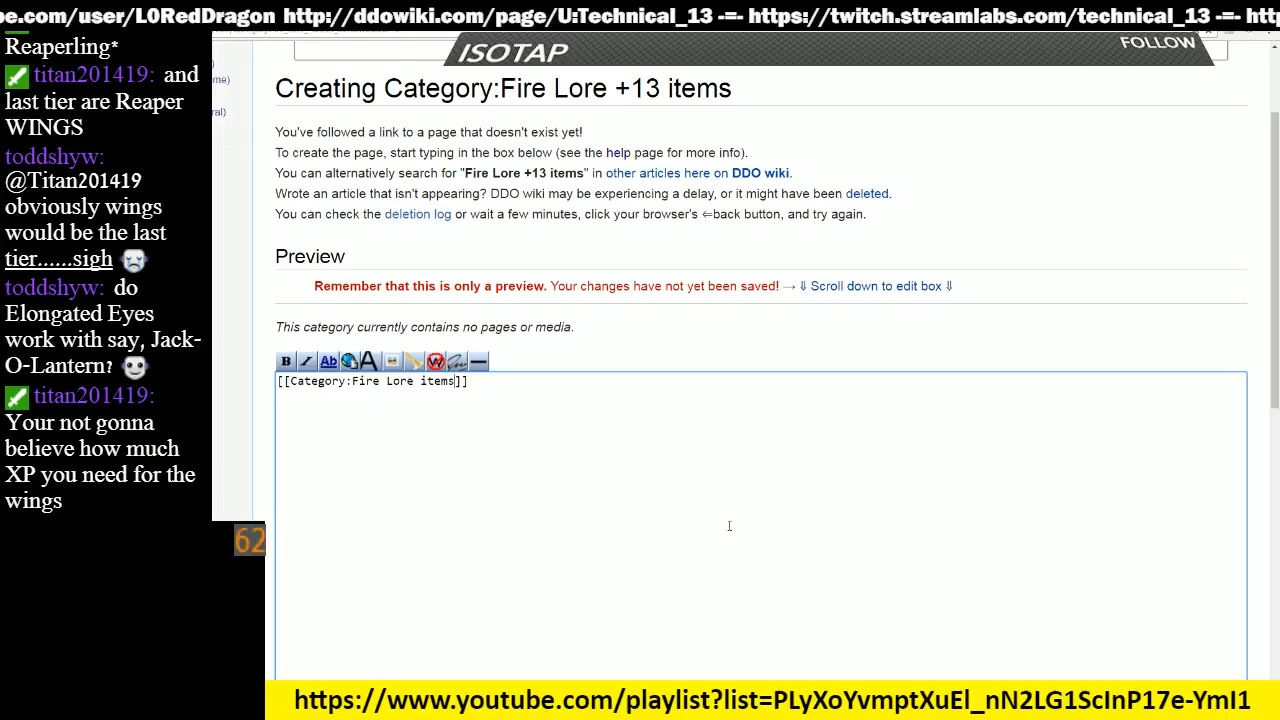 be.com/user/L0RedDragon http://ddowiki.com/page/U:Technical_13 -=- https://twitch.streamlabs.com/technical_13 -=- http
Reaperling*
titan201419: and
last tier are Reaper
WINGS
toddshyw:
@Titan201419
obviously wings
would be the last
tier......sigh
toddshyw: do
Elongated Eyes
work with say, Jack-
O-Lantern?
titan201419:
Your not gonna
believe how much
XP you need for the
wings
62
me)
ral)
ISOTAP
FOLLOW
Creating Category:Fire Lore +13 items
You've followed a link to a page that doesn't exist yet!
To create the page, start typing in the box below (see the help page for more info).
You can alternatively search for "Fire Lore +13 items" in other articles here on DDO wiki.
Wrote an article that isn't appearing? DDO wiki may be experiencing a delay, or it might have been deleted.
You can check the deletion log or wait a few minutes, click your browser's ⇐back button, and try again.
Preview
Remember that this is only a preview. Your changes have not yet been saved! → ⇓ Scroll down to edit box ⇓
This category currently contains no pages or media.
B I Ab A W
[[Category:Fire Lore items]]
https://www.youtube.com/playlist?list=PLyXoYvmptXuEl_nN2LG1ScInP17e-YmI1